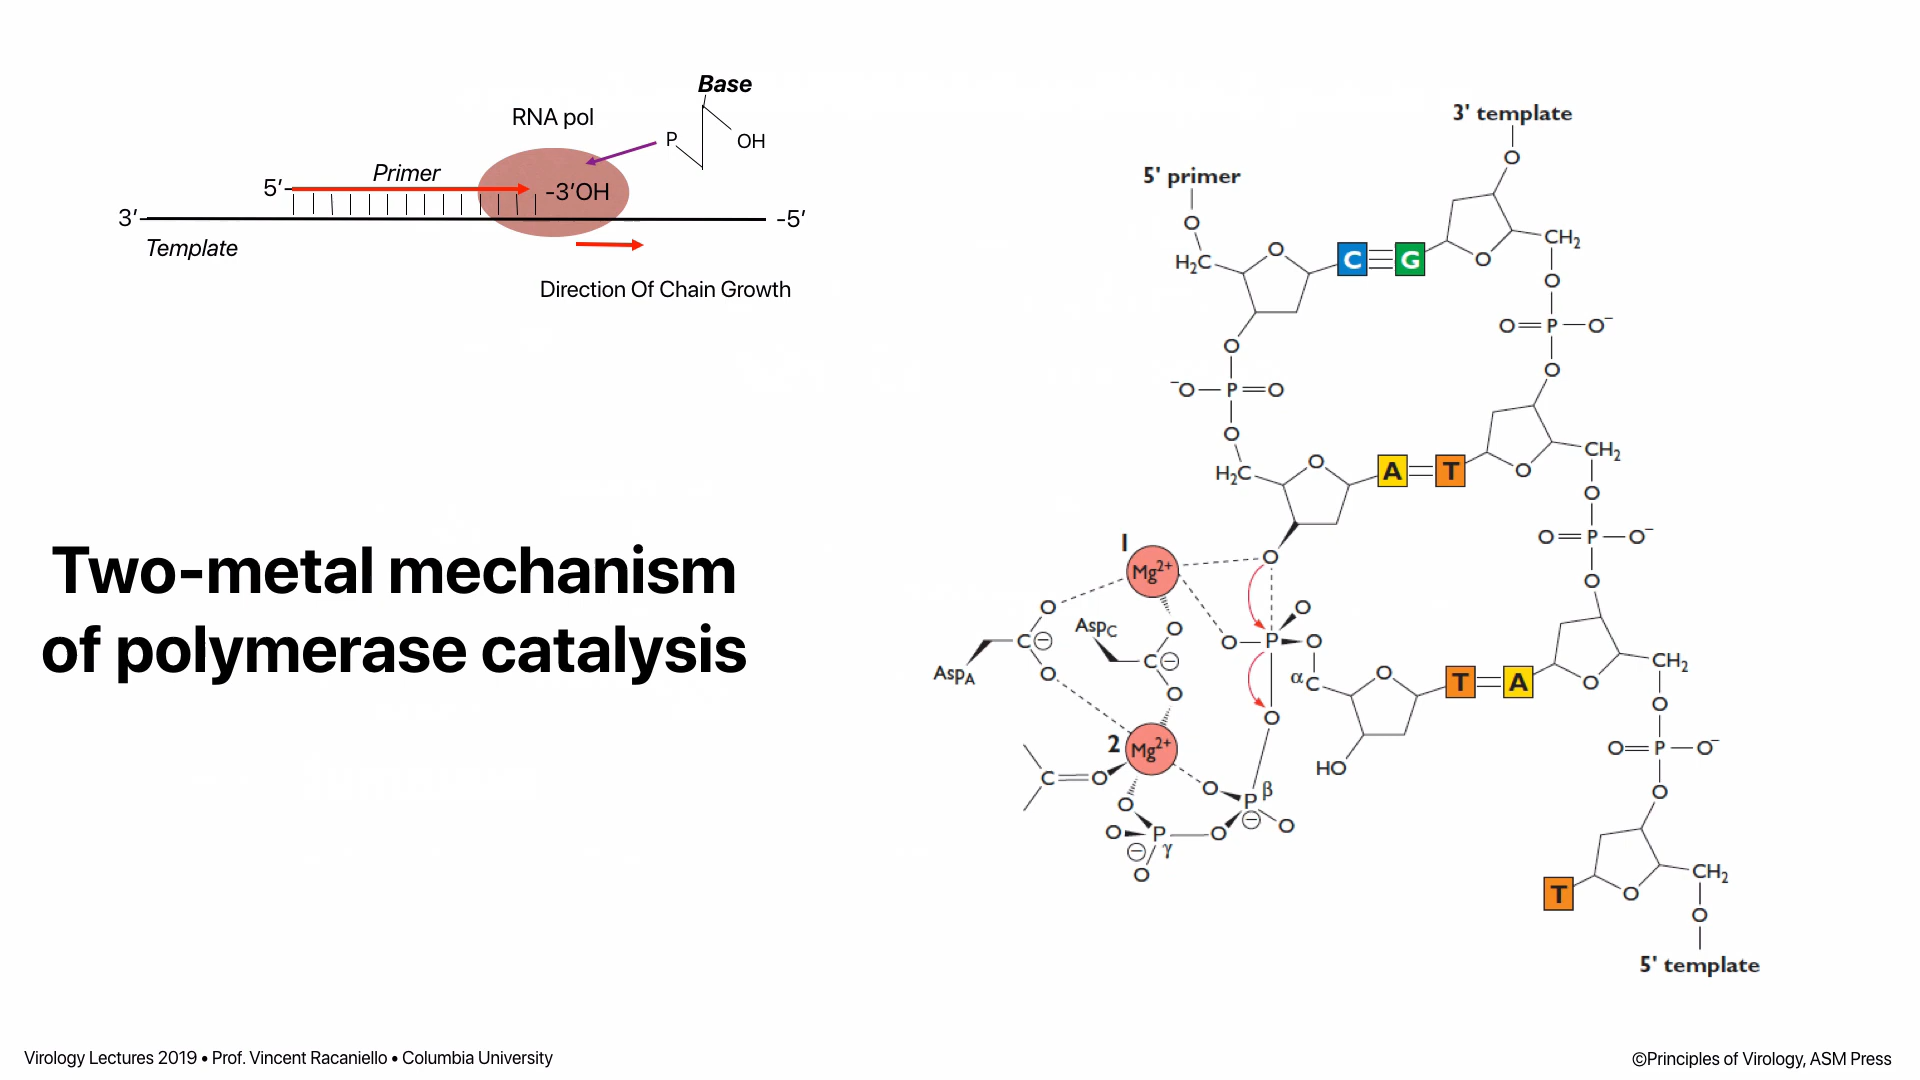 Base
RNA pol
P
OH
Primer
5’-
-3’OH
3’-
-5’
Template
Direction Of Chain Growth
Two-metal mechanism
of polymerase catalysis
3' template
O
5' primer
O
O
CH₂
H₂C
O
C
G
O
O
O
O=P—O⁻
O
⁻O—P=O
O
O
H₂C
O
A
T
O
CH₂
O
1
Mg²⁺
O
O=P—O⁻
O
O
O
AspC
O
C⊖
O—P
O
AspA
O
C⊖
O
α
C
O
T
A
O
CH₂
HO
O
O
2
Mg²⁺
C=O
O
P
β
⊖
O
O
O
P
γ
O
⊖
O
O=P—O⁻
O
T
O
CH₂
O
5' template
Virology Lectures 2019 • Prof. Vincent Racaniello • Columbia University
©Principles of Virology, ASM Press